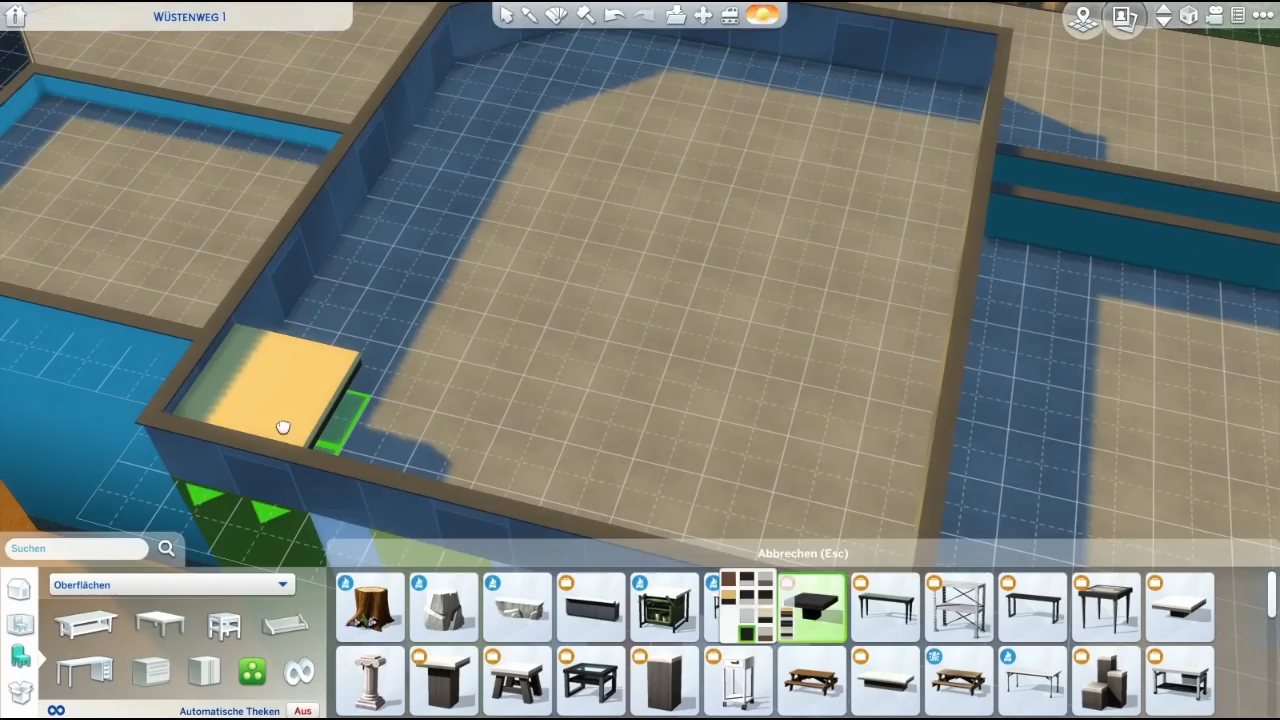 WÜSTENWEG 1
Abbrechen (Esc)
Suchen
Oberflächen
Automatische Theken Aus